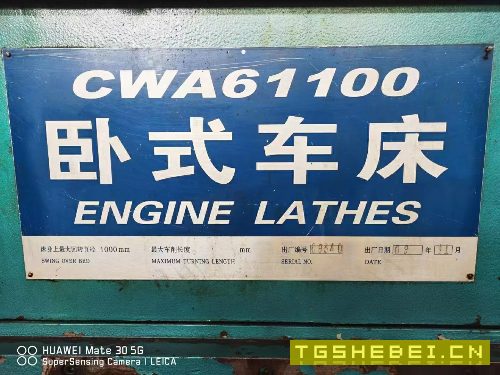 CWA61100
卧式车床
ENGINE LATHES
床身上最大回转直径 1000 mm 最大车削长度 mm 出厂编号 出厂日期 年 月
SWING OVER BED MAXIMUM TURNING LENGTH SERIAL NO. DATE
HUAWEI Mate 30 5G
SuperSensing Camera | LEICA
TGSHEBEI.CN